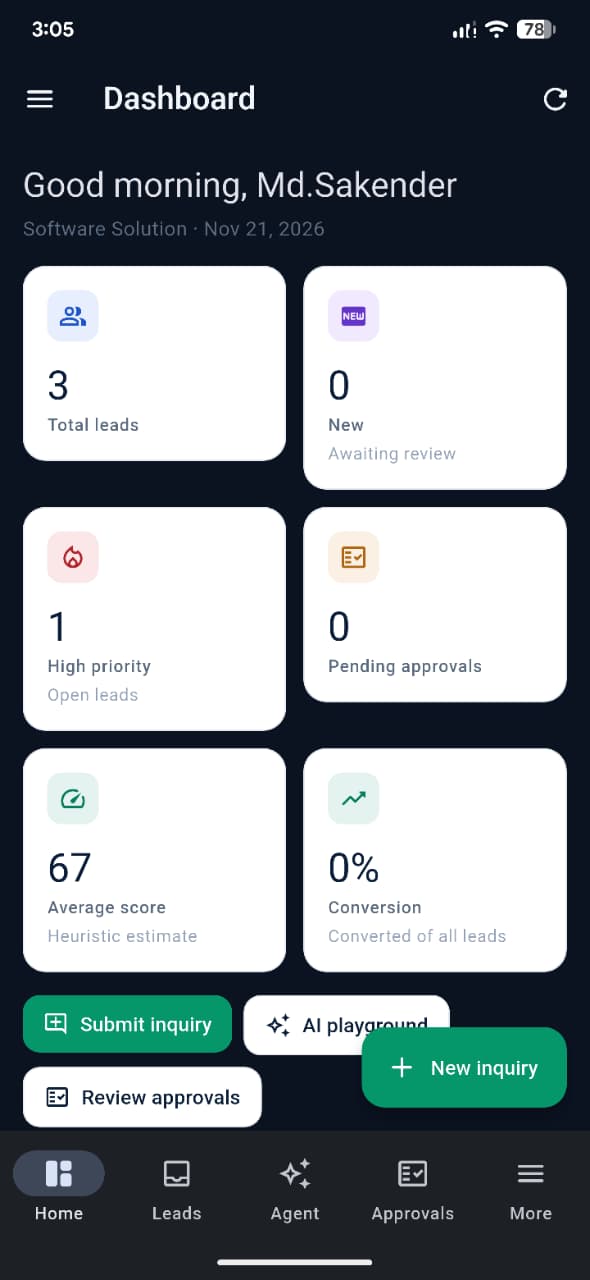 3:05
78
Dashboard
Good morning, Md.Sakender
Software Solution · Nov 21, 2026
3
Total leads
NEW
0
New
Awaiting review
1
High priority
Open leads
0
Pending approvals
67
Average score
Heuristic estimate
0%
Conversion
Converted of all leads
Submit inquiry
AI playground
New inquiry
Review approvals
Home
Leads
Agent
Approvals
More